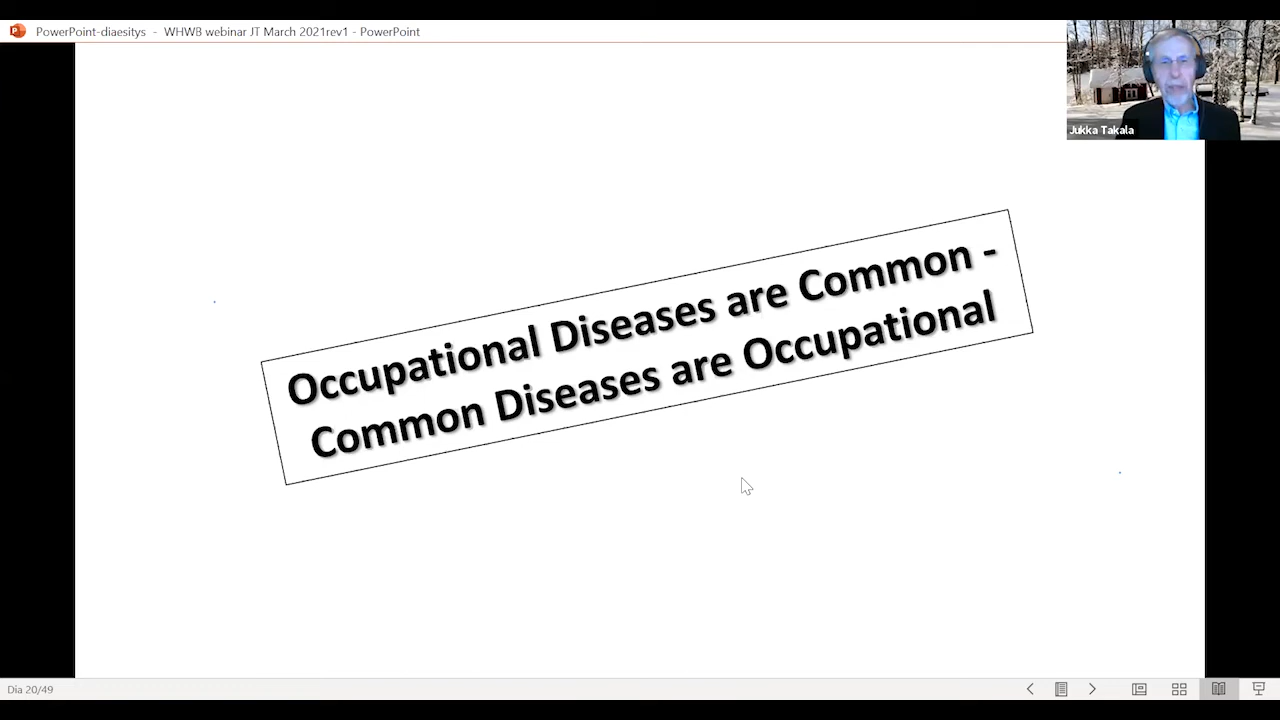 PowerPoint-diaesitys - WHWB webinar JT March 2021rev1 - PowerPoint
Jukka Takala
Occupational Diseases are Common -
Common Diseases are Occupational
Dia 20/49